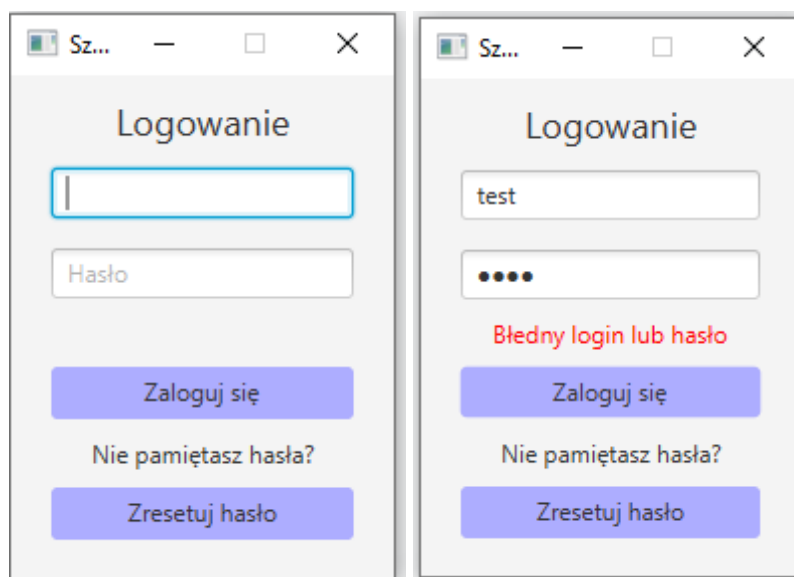 Sz...
Logowanie
Hasło
Zaloguj się
Nie pamiętasz hasła?
Zresetuj hasło
Sz...
Logowanie
test
••••
Błedny login lub hasło
Zaloguj się
Nie pamiętasz hasła?
Zresetuj hasło